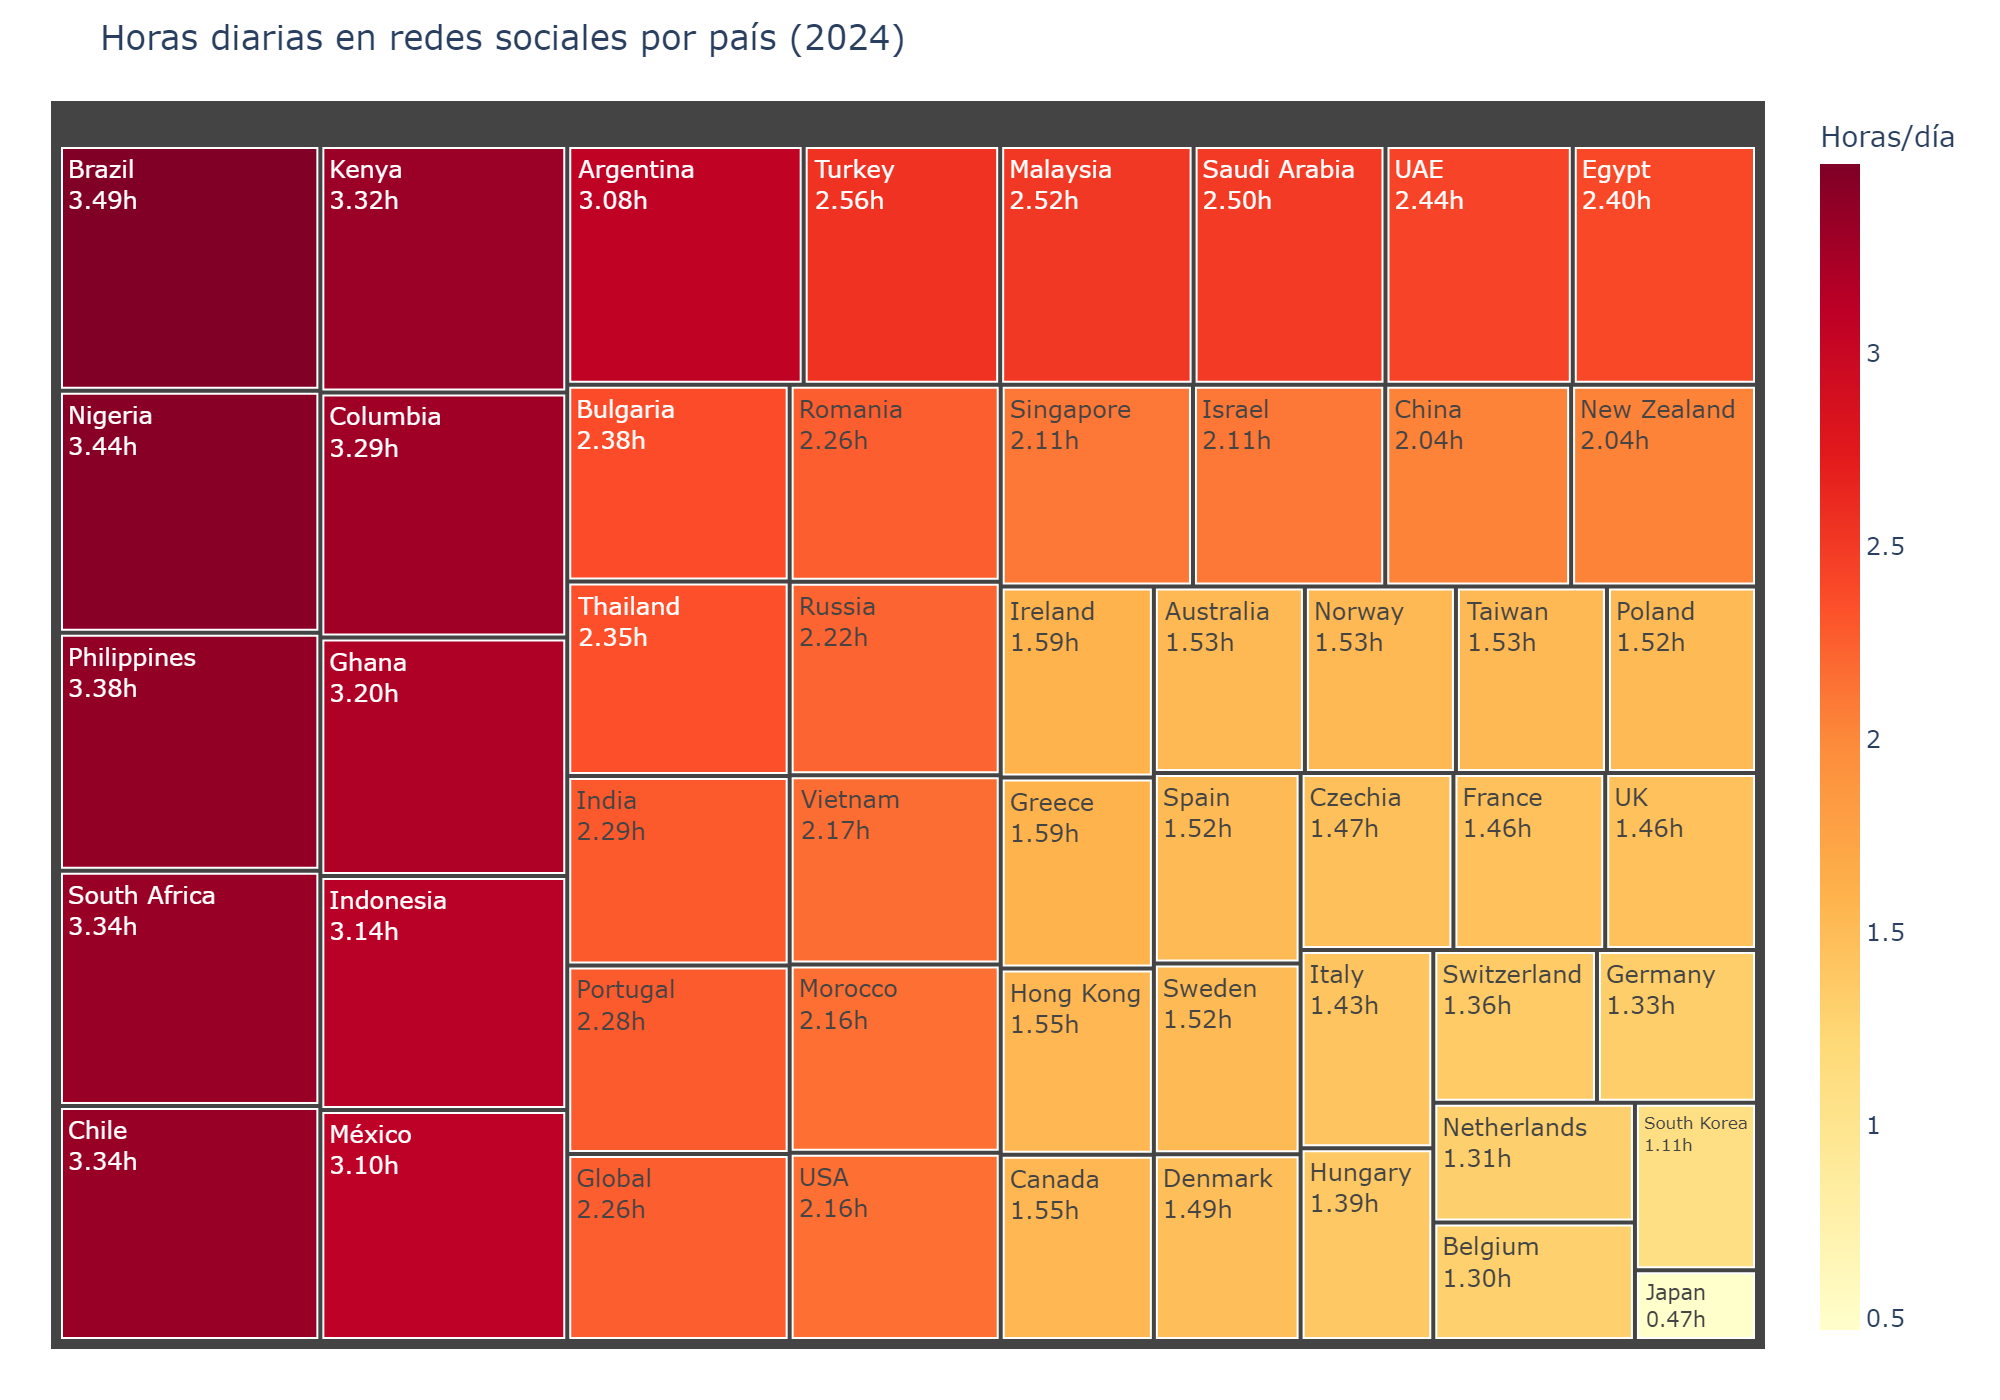 Horas diarias en redes sociales por país (2024)
Brazil
3.49h
Nigeria
3.44h
Philippines
3.38h
South Africa
3.34h
Chile
3.34h
Kenya
3.32h
Columbia
3.29h
Ghana
3.20h
Indonesia
3.14h
México
3.10h
Argentina
3.08h
Turkey
2.56h
Malaysia
2.52h
Saudi Arabia
2.50h
UAE
2.44h
Egypt
2.40h
Bulgaria
2.38h
Thailand
2.35h
India
2.29h
Portugal
2.28h
Global
2.26h
Romania
2.26h
Russia
2.22h
Vietnam
2.17h
Morocco
2.16h
USA
2.16h
Singapore
2.11h
Israel
2.11h
China
2.04h
New Zealand
2.04h
Ireland
1.59h
Greece
1.59h
Hong Kong
1.55h
Canada
1.55h
Australia
1.53h
Norway
1.53h
Taiwan
1.53h
Poland
1.52h
Spain
1.52h
Sweden
1.52h
Denmark
1.49h
Czechia
1.47h
France
1.46h
UK
1.46h
Italy
1.43h
Hungary
1.39h
Switzerland
1.36h
Germany
1.33h
Netherlands
1.31h
Belgium
1.30h
South Korea
1.11h
Japan
0.47h
Horas/día
3
2.5
2
1.5
1
0.5